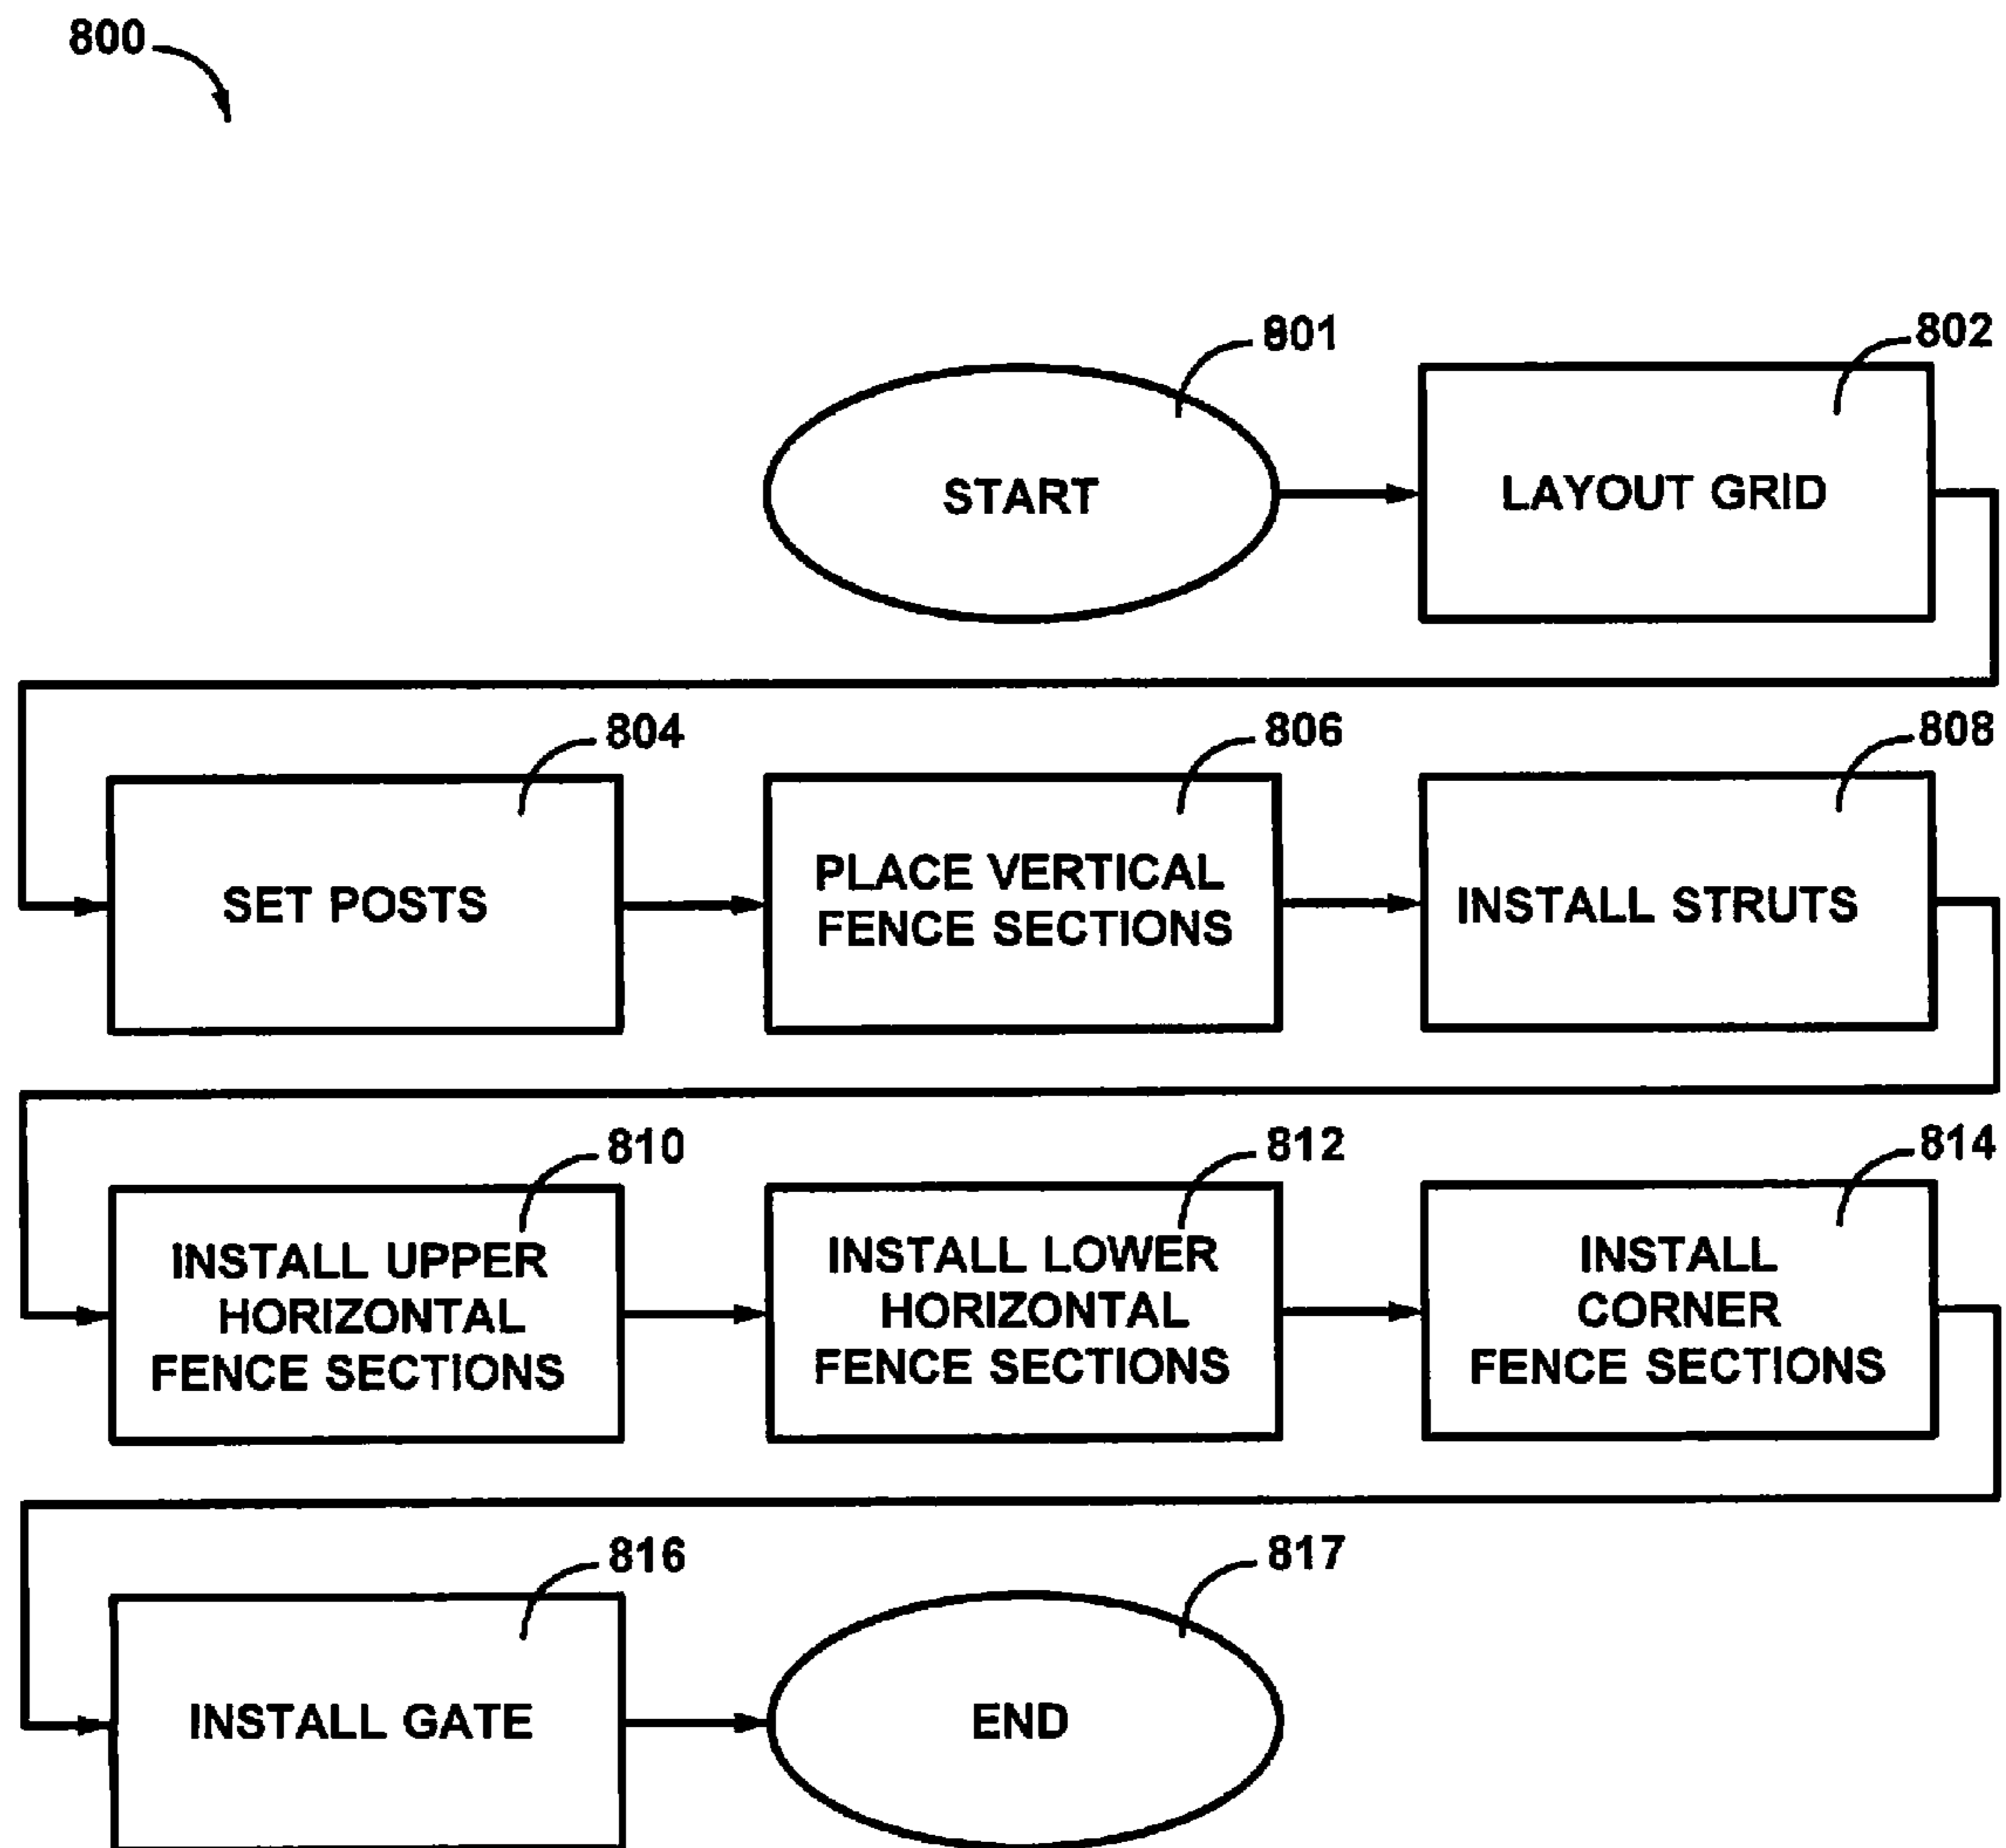 800
801
802
START
LAYOUT GRID
804
806
808
SET POSTS
PLACE VERTICAL
FENCE SECTIONS
INSTALL STRUTS
810
812
814
INSTALL UPPER
HORIZONTAL
FENCE SECTIONS
INSTALL LOWER
HORIZONTAL
FENCE SECTIONS
INSTALL
CORNER
FENCE SECTIONS
816
817
INSTALL GATE
END